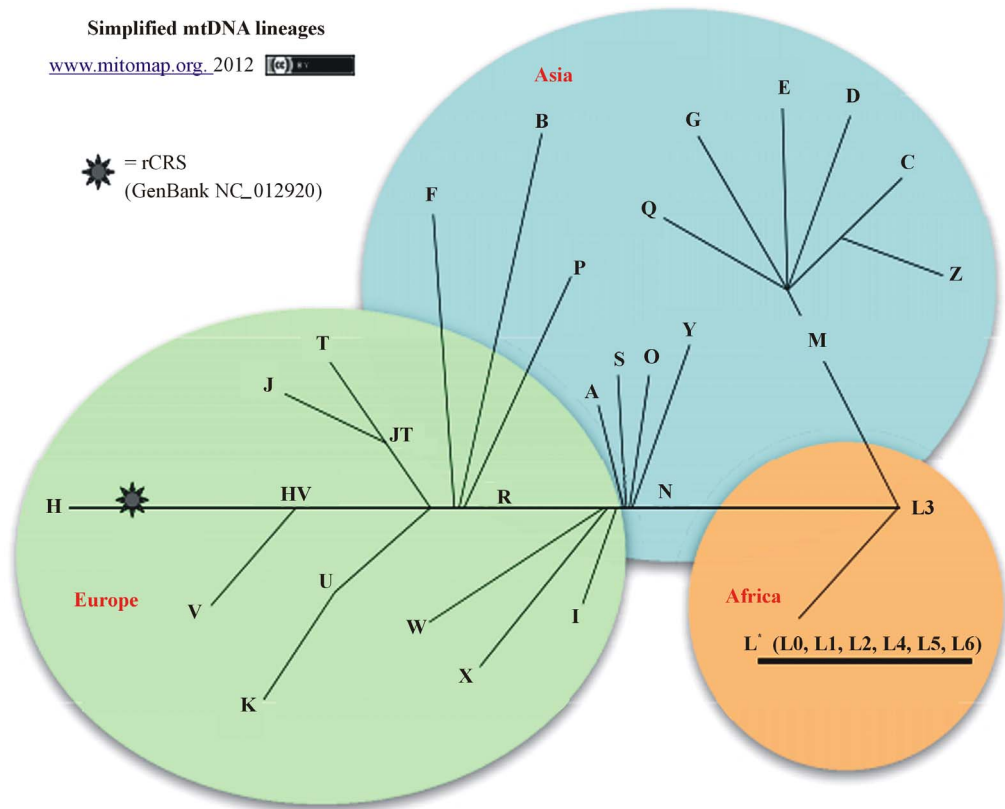 Simplified mtDNA lineages
www.mitomap.org. 2012
(cc)
= rCRS
(GenBank NC_012920)
Asia
E
D
B
G
C
F
Q
P
Z
Y
M
T
S
O
J
A
JT
HV
R
N
H
L3
U
Europe
V
W
I
Africa
L* (L0, L1, L2, L4, L5, L6)
X
K